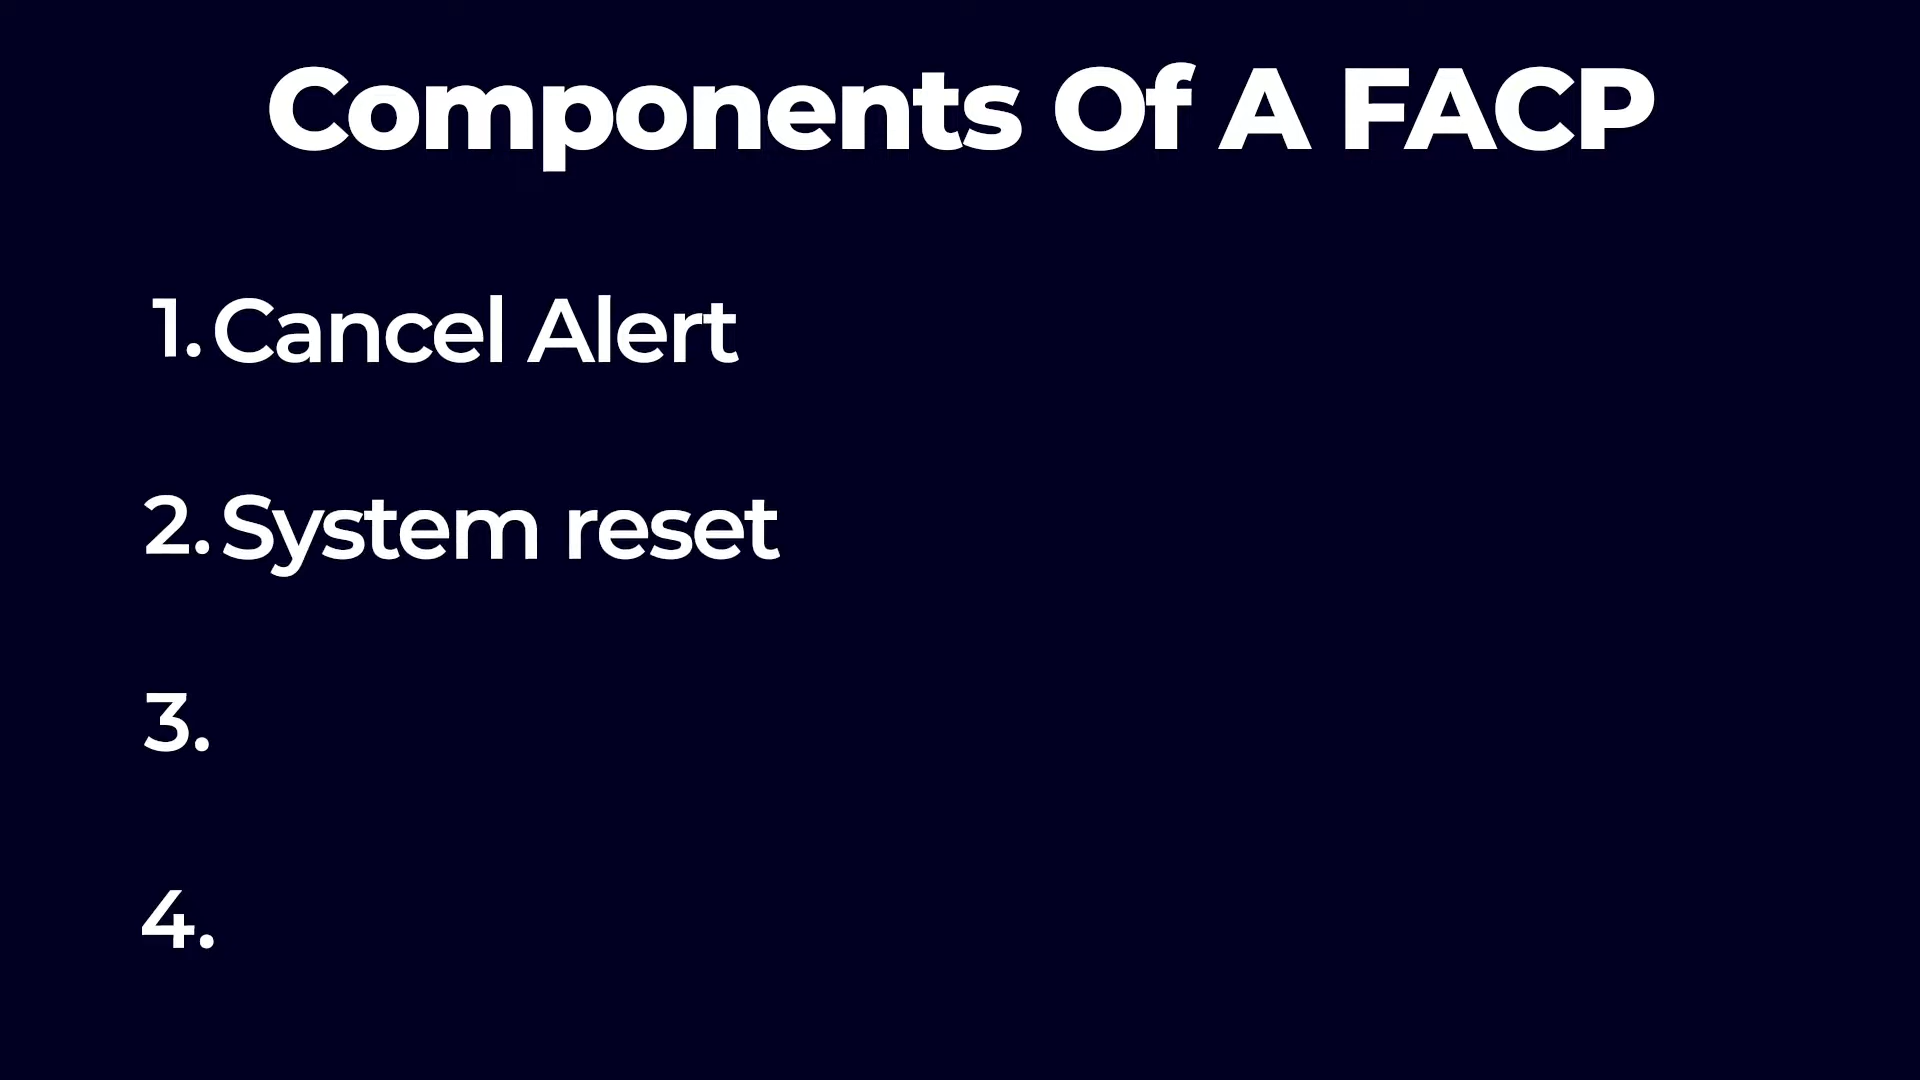 Components Of A FACP
1. Cancel Alert
2. System reset
3.
4.